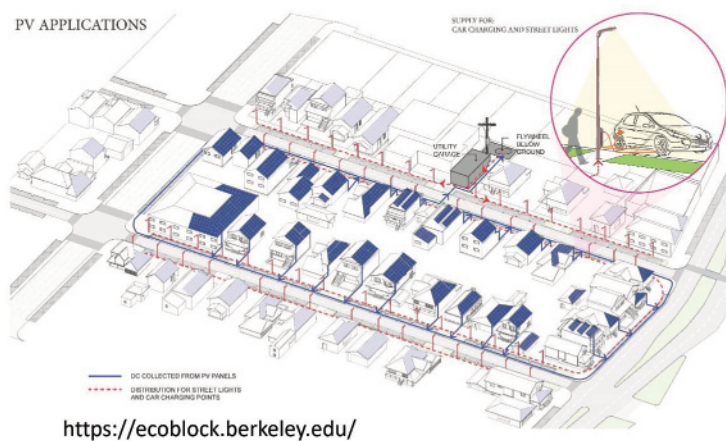 PV APPLICATIONS
SUPPLY FOR:
CAR CHARGING AND STREET LIGHTS
UTILITY
GARAGE
FLYWHEEL
BELOW
GROUND
DC COLLECTED FROM PV PANELS
DISTRIBUTION FOR STREET LIGHTS
AND CAR CHARGING POINTS
https://ecoblock.berkeley.edu/